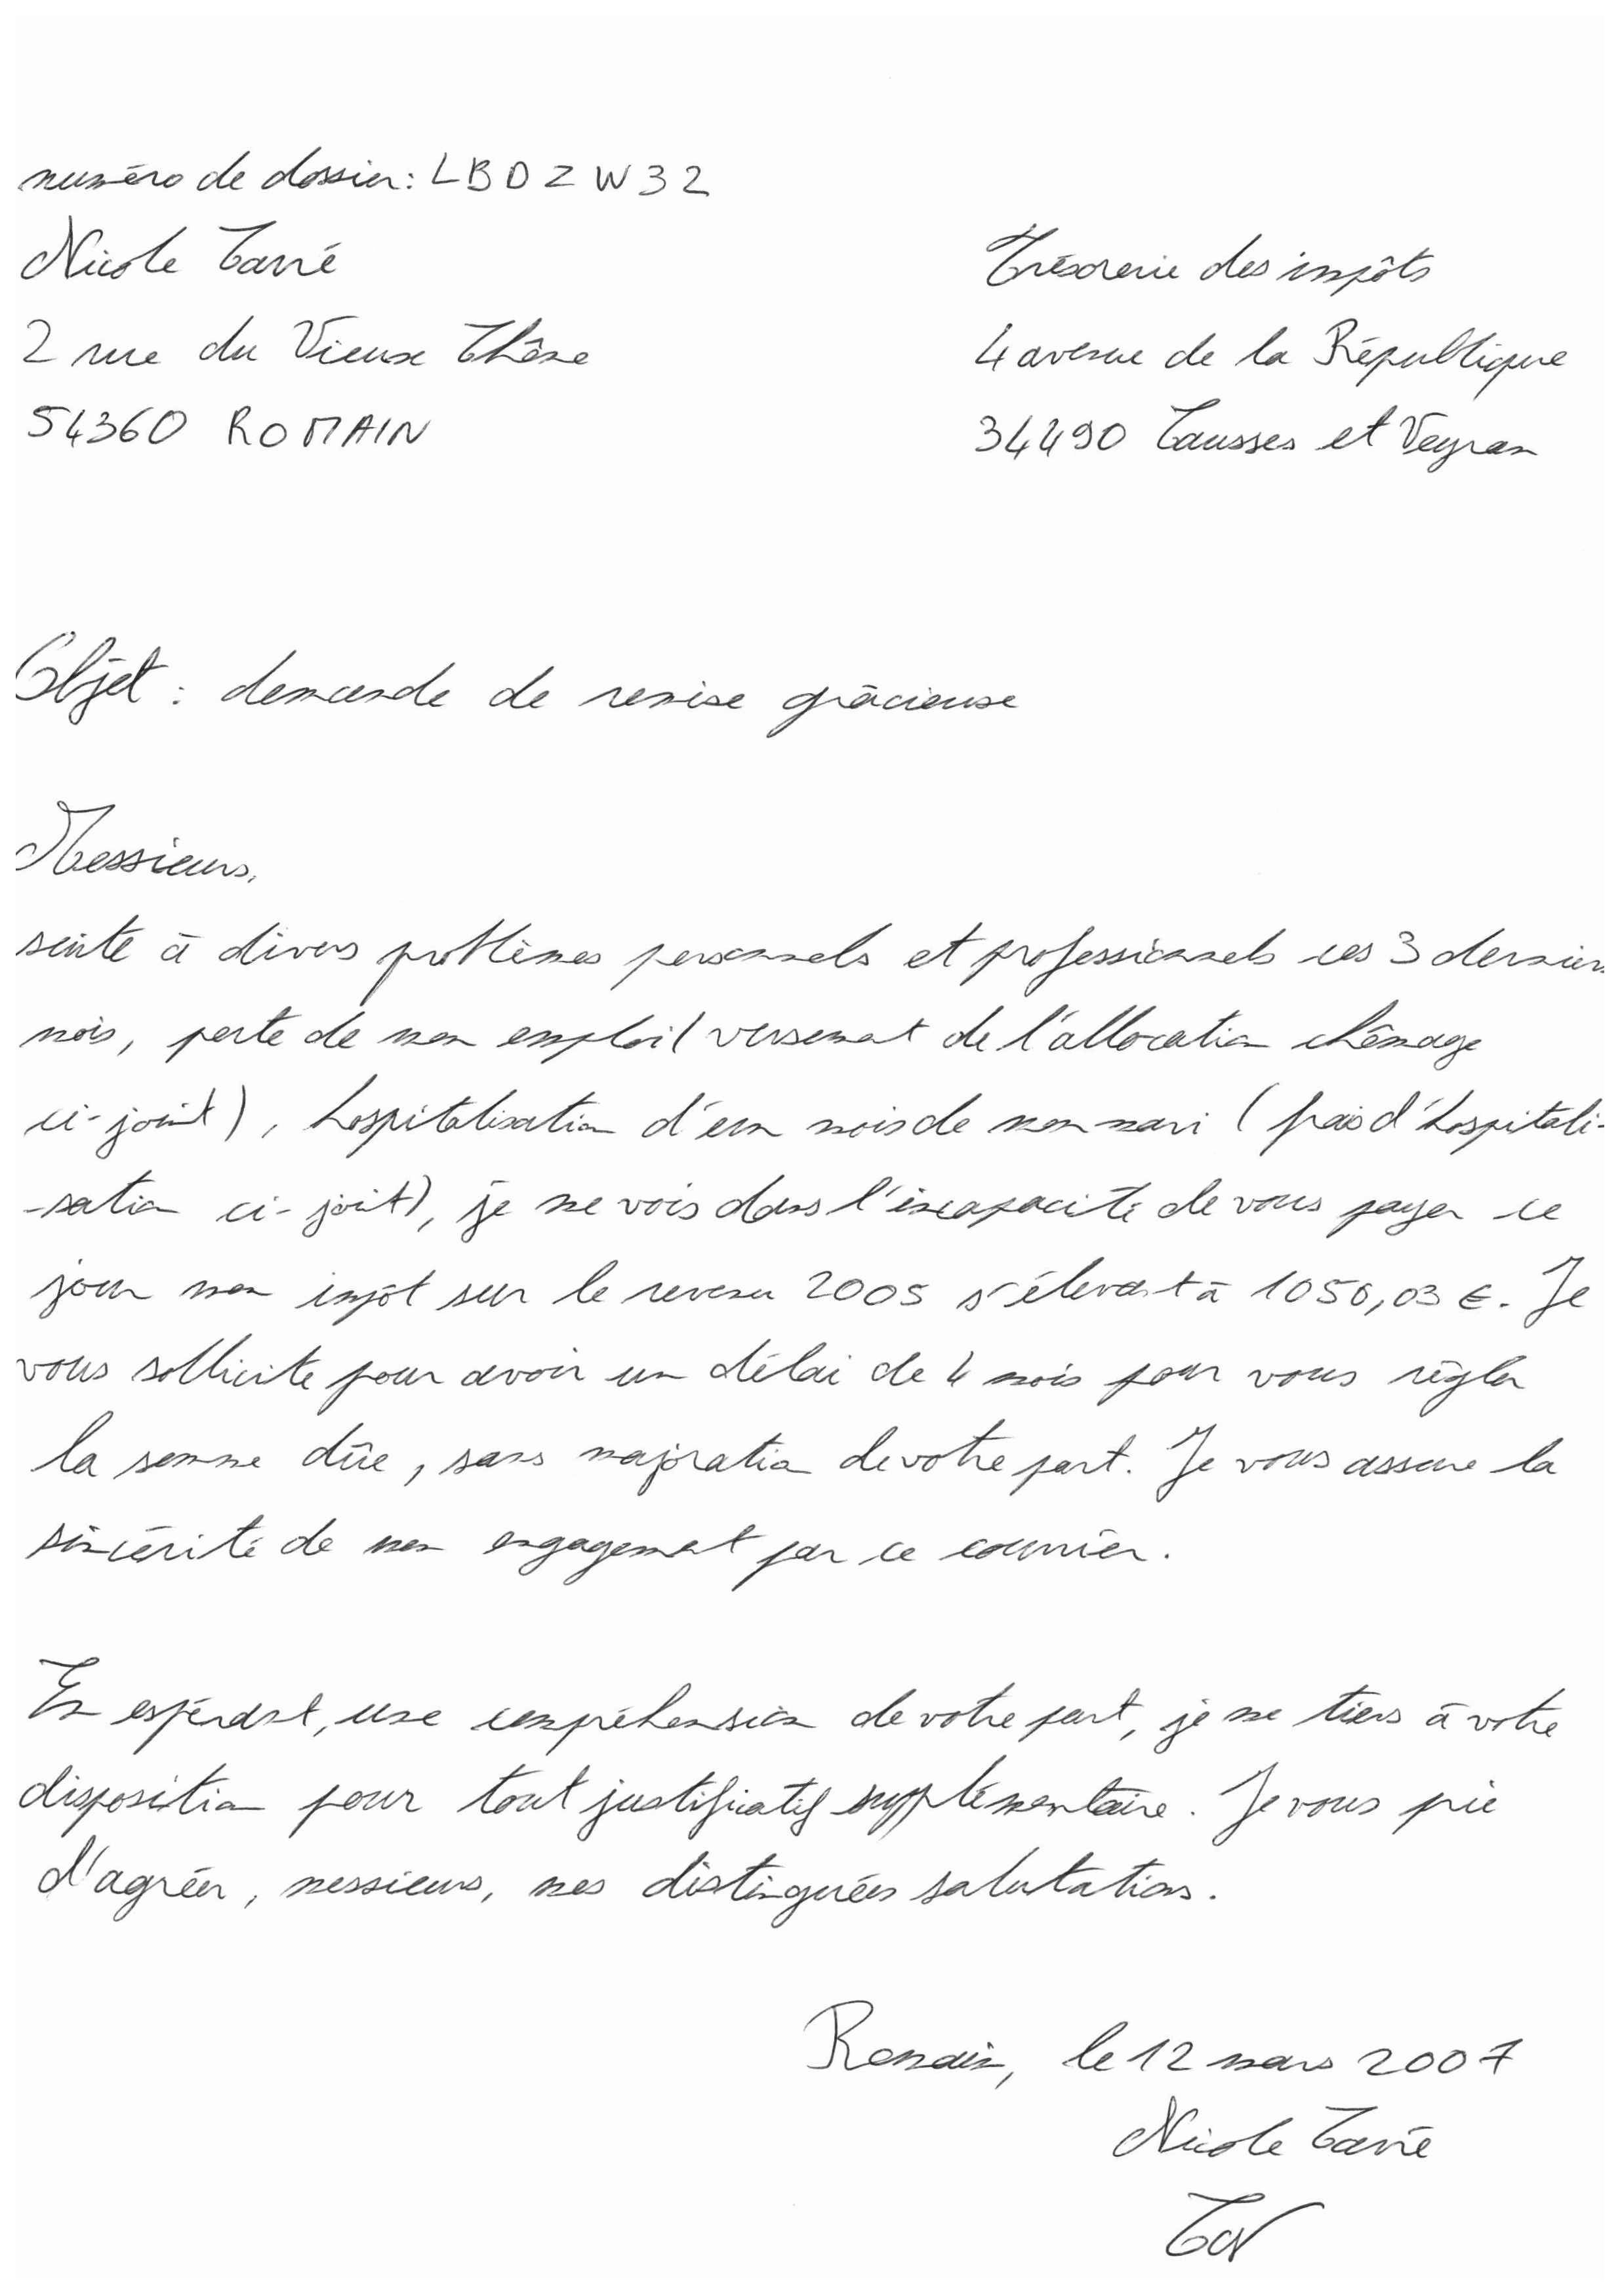 numéro de dossier: LBDZW32
Nicole Carré
2 rue du Vieux Chêne
54360 ROMAIN
Trésorerie des impôts
4 avenue de la République
34490 Causses et Veyran
Objet : demande de remise grâcieuse
Messieurs,
suite à divers problèmes personnels et professionnels ces 3 derniers
mois, perte de mon emploi (versement de l'allocation chômage
ci-joint), hospitalisation d'un mois de mon mari (frais d'hospitali-
-sation ci-joint), je me vois dans l'incapacité de vous payer ce
jour mon impôt sur le revenu 2005 s'élevant à 1050,03 €. Je
vous sollicite pour avoir un délai de 4 mois pour vous régler
la somme dûe, sans majoration de votre part. Je vous assure la
sincérité de mon engagement par ce courrier.
En espérant, une compréhension de votre part, je me tiens à votre
disposition pour tout justificatif supplémentaire. Je vous prie
d'agréer, messieurs, mes distinguées salutations.
Romain, le 12 mars 2007
Nicole Carré